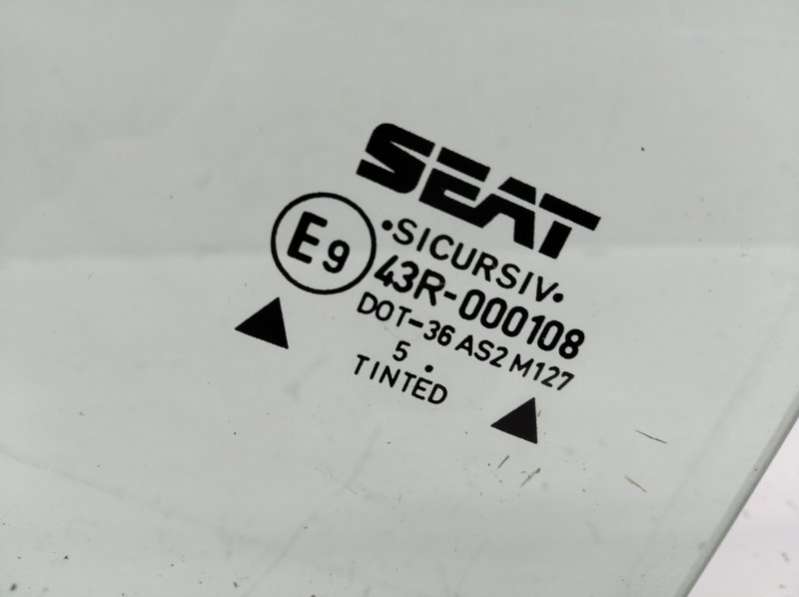 SEAT
•SICURSIV•
E9
43R-000108
DOT-36 AS2 M127
5 .
TINTED